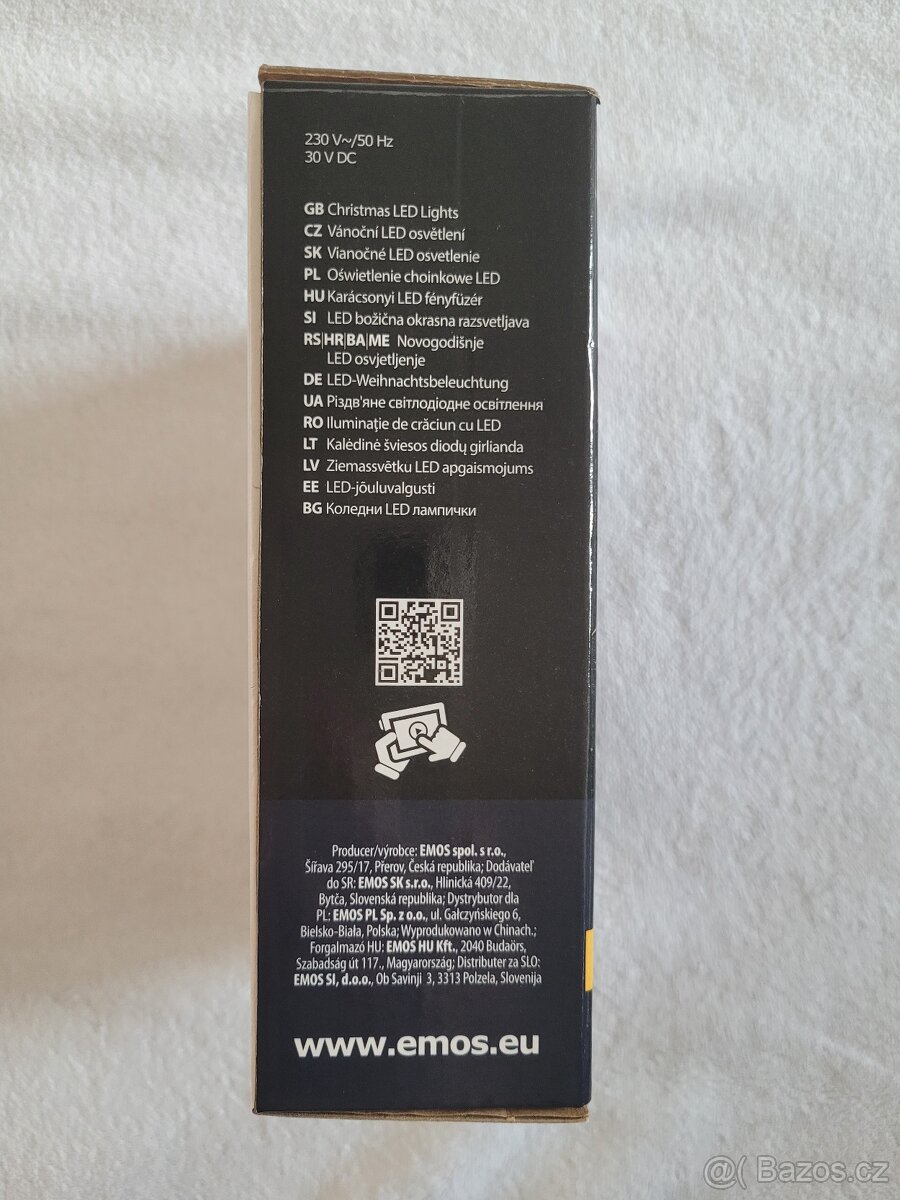 230 V~/50 Hz
30 V DC
GB Christmas LED Lights
CZ Vánoční LED osvětlení
SK Vianočné LED osvetlenie
PL Oświetlenie choinkowe LED
HU Karácsonyi LED fényfüzér
SI LED božična okrasna razsvetljava
RS|HR|BA|ME Novogodišnje
LED osvjetljenje
DE LED-Weihnachtsbeleuchtung
UA Різдв'яне світлодіодне освітлення
RO Iluminaţie de crăciun cu LED
LT Kalėdinė šviesos diodų girlianda
LV Ziemassvētku LED apgaismojums
EE LED-jõuluvalgusti
BG Коледни LED лампички
Producer/výrobce: EMOS spol. s r.o.,
Šířava 295/17, Přerov, Česká republika; Dodávateľ
do SR: EMOS SK s.r.o., Hlinická 409/22,
Bytča, Slovenská republika; Dystrybutor dla
PL: EMOS PL Sp. z o.o., ul. Gałczyńskiego 6,
Bielsko-Biała, Polska; Wyprodukowano w Chinach.;
Forgalmazó HU: EMOS HU Kft., 2040 Budaörs,
Szabadság út 117., Magyarország; Distributer za SLO:
EMOS SI, d.o.o., Ob Savinji 3, 3313 Polzela, Slovenija
www.emos.eu
@( Bazos.cz